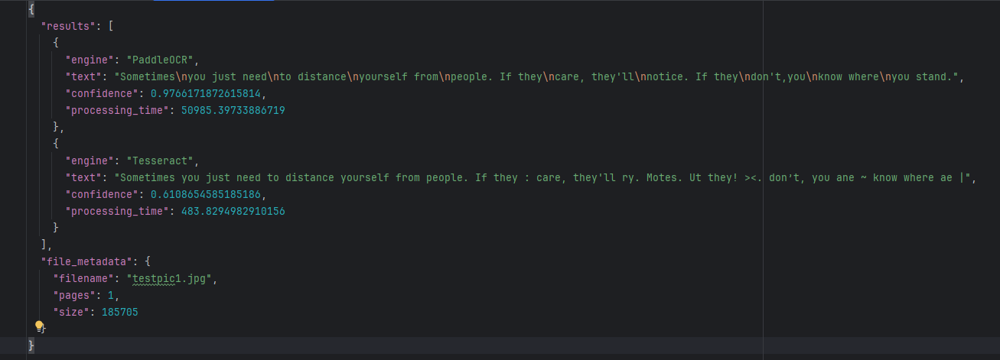 {
"results": [
{
"engine": "PaddleOCR",
"text": "Sometimes\nyou just need\nto distance\nyourself from\npeople. If they\ncare, they'll\nnotice. If they\ndon't,you\nknow where\nyou stand.",
"confidence": 0.9766171872615814,
"processing_time": 50985.39733886719
},
{
"engine": "Tesseract",
"text": "Sometimes you just need to distance yourself from people. If they : care, they'll ry. Motes. Ut they! ><. don’t, you ane ~ know where ae |",
"confidence": 0.6108654585185186,
"processing_time": 483.8294982910156
}
],
"file_metadata": {
"filename": "testpic1.jpg",
"pages": 1,
"size": 185705
}
}